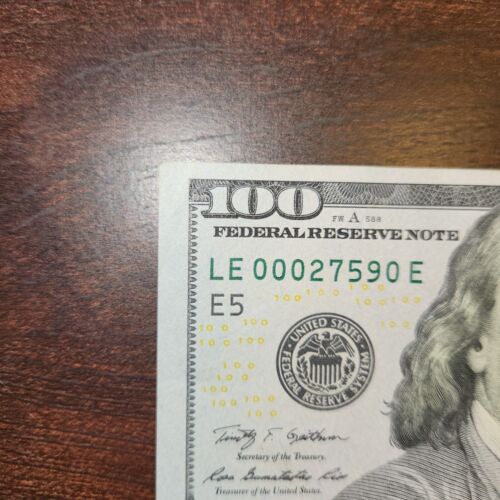 100
FW A 588
FEDERAL RESERVE NOTE
LE 00027590 E
E5
UNITED STATES
FEDERAL RESERVE SYSTEM
Secretary of the Treasury.
Treasurer of the United States.